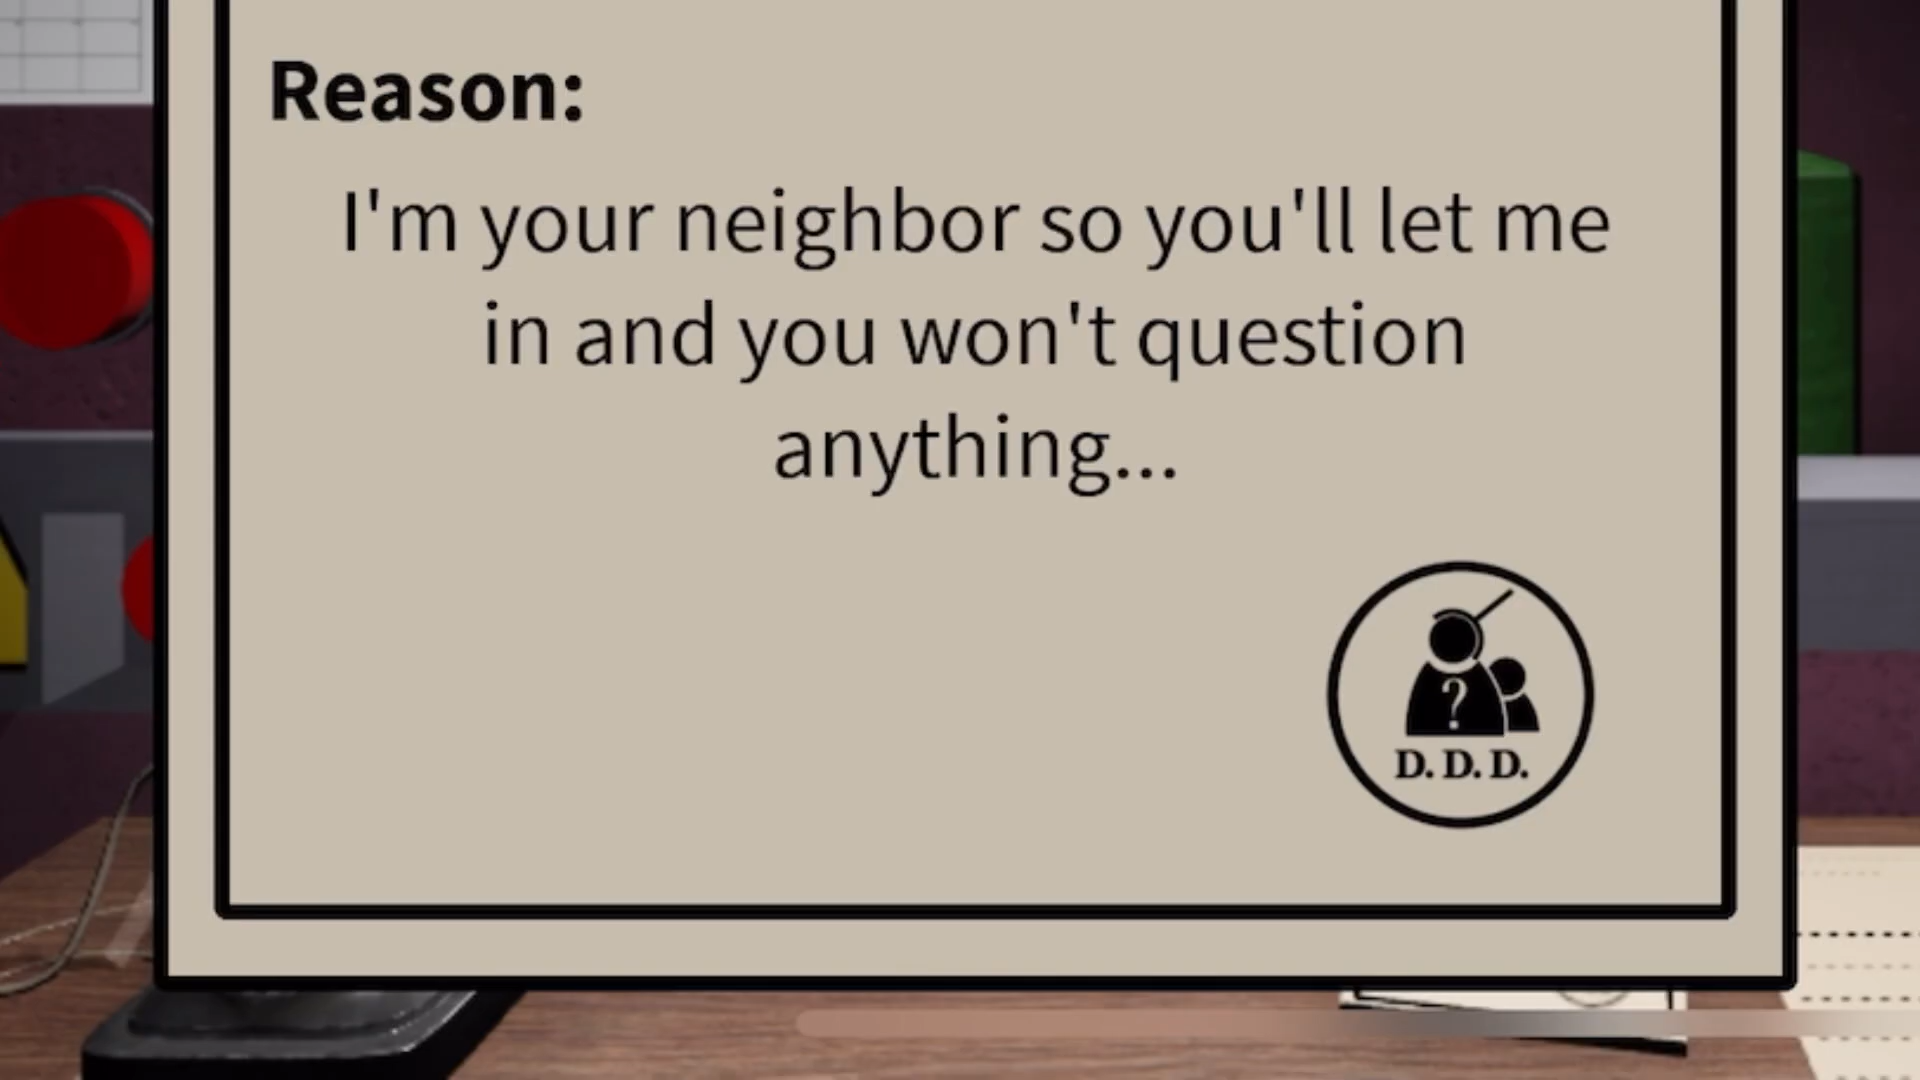 Reason:
I'm your neighbor so you'll let me
in and you won't question
anything...
?
D. D. D.